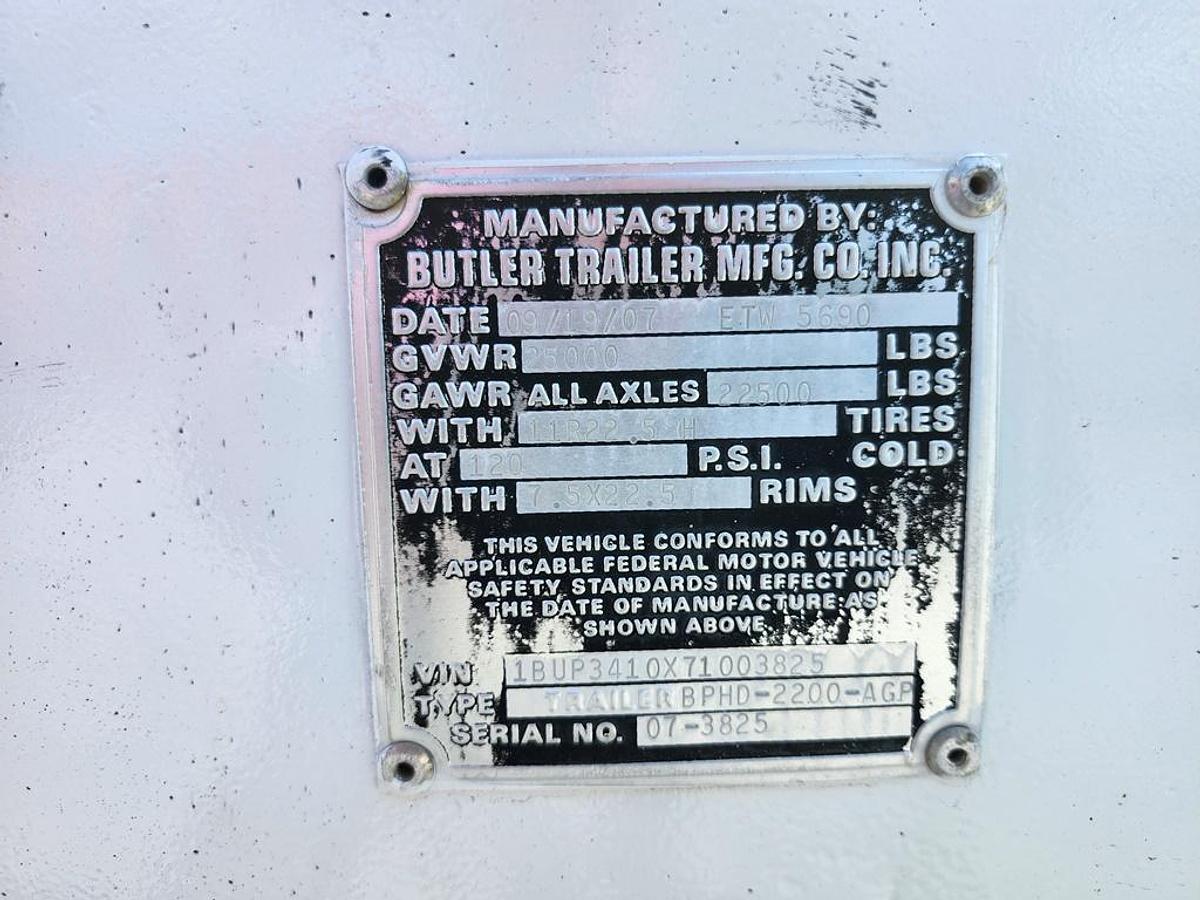 MANUFACTURED BY:
BUTLER TRAILER MFG. CO. INC.
DATE 09/19/07 ETW 5690
GVWR 25000 LBS
GAWR ALL AXLES 22500 LBS
WITH 11R22.5 H TIRES
AT 120 P.S.I. COLD
WITH 7.5X22.5 RIMS
THIS VEHICLE CONFORMS TO ALL
APPLICABLE FEDERAL MOTOR VEHICLE
SAFETY STANDARDS IN EFFECT ON
THE DATE OF MANUFACTURE AS
SHOWN ABOVE
VIN 1BUP3410X71003825
TYPE TRAILER BPHD-2200-AGP
SERIAL NO. 07-3825